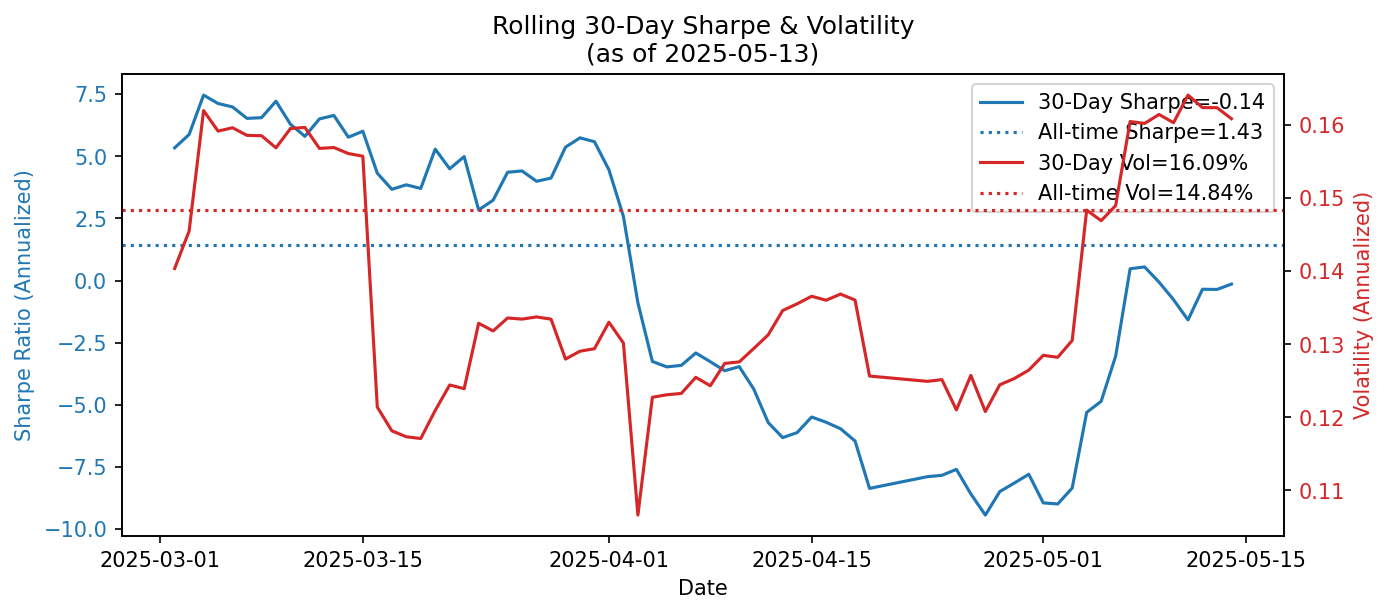 Rolling 30-Day Sharpe & Volatility
(as of 2025-05-13)
30-Day Sharpe=-0.14
All-time Sharpe=1.43
30-Day Vol=16.09%
All-time Vol=14.84%
Sharpe Ratio (Annualized)
7.5
5.0
2.5
0.0
−2.5
−5.0
−7.5
−10.0
Volatility (Annualized)
0.16
0.15
0.14
0.13
0.12
0.11
2025-03-01
2025-03-15
2025-04-01
2025-04-15
2025-05-01
2025-05-15
Date